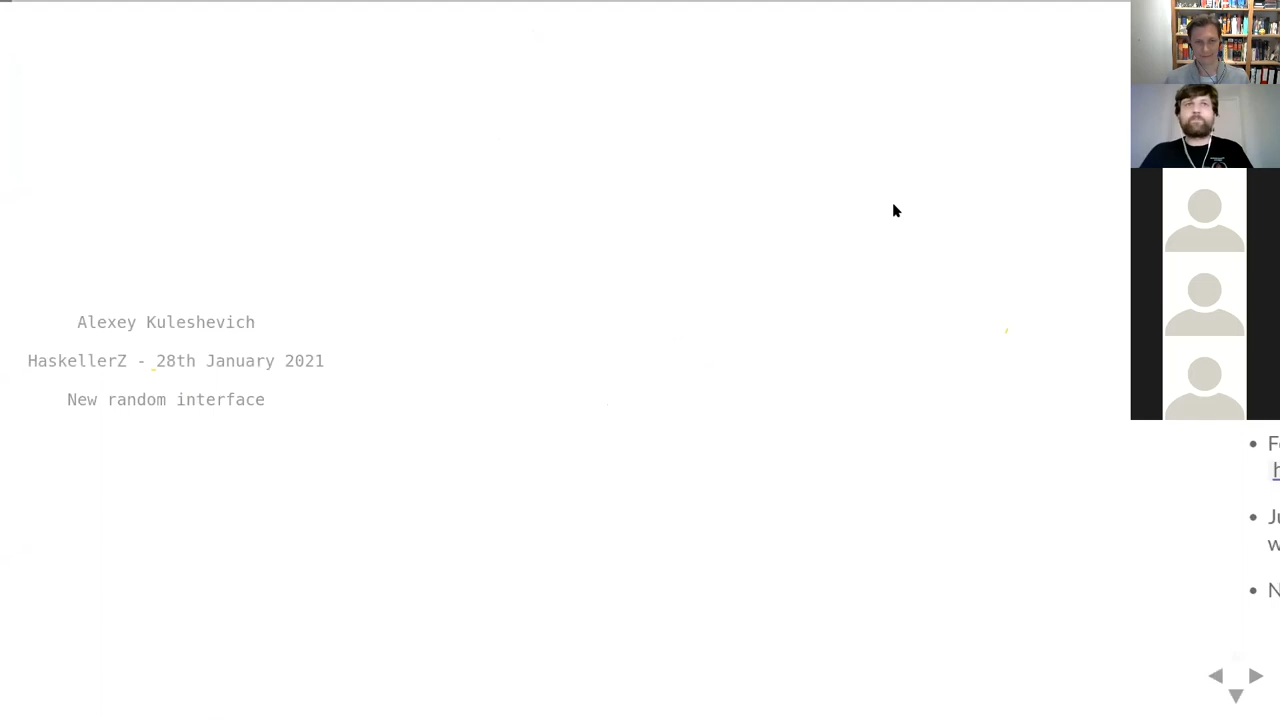 Alexey Kuleshevich
HaskellerZ - 28th January 2021
New random interface